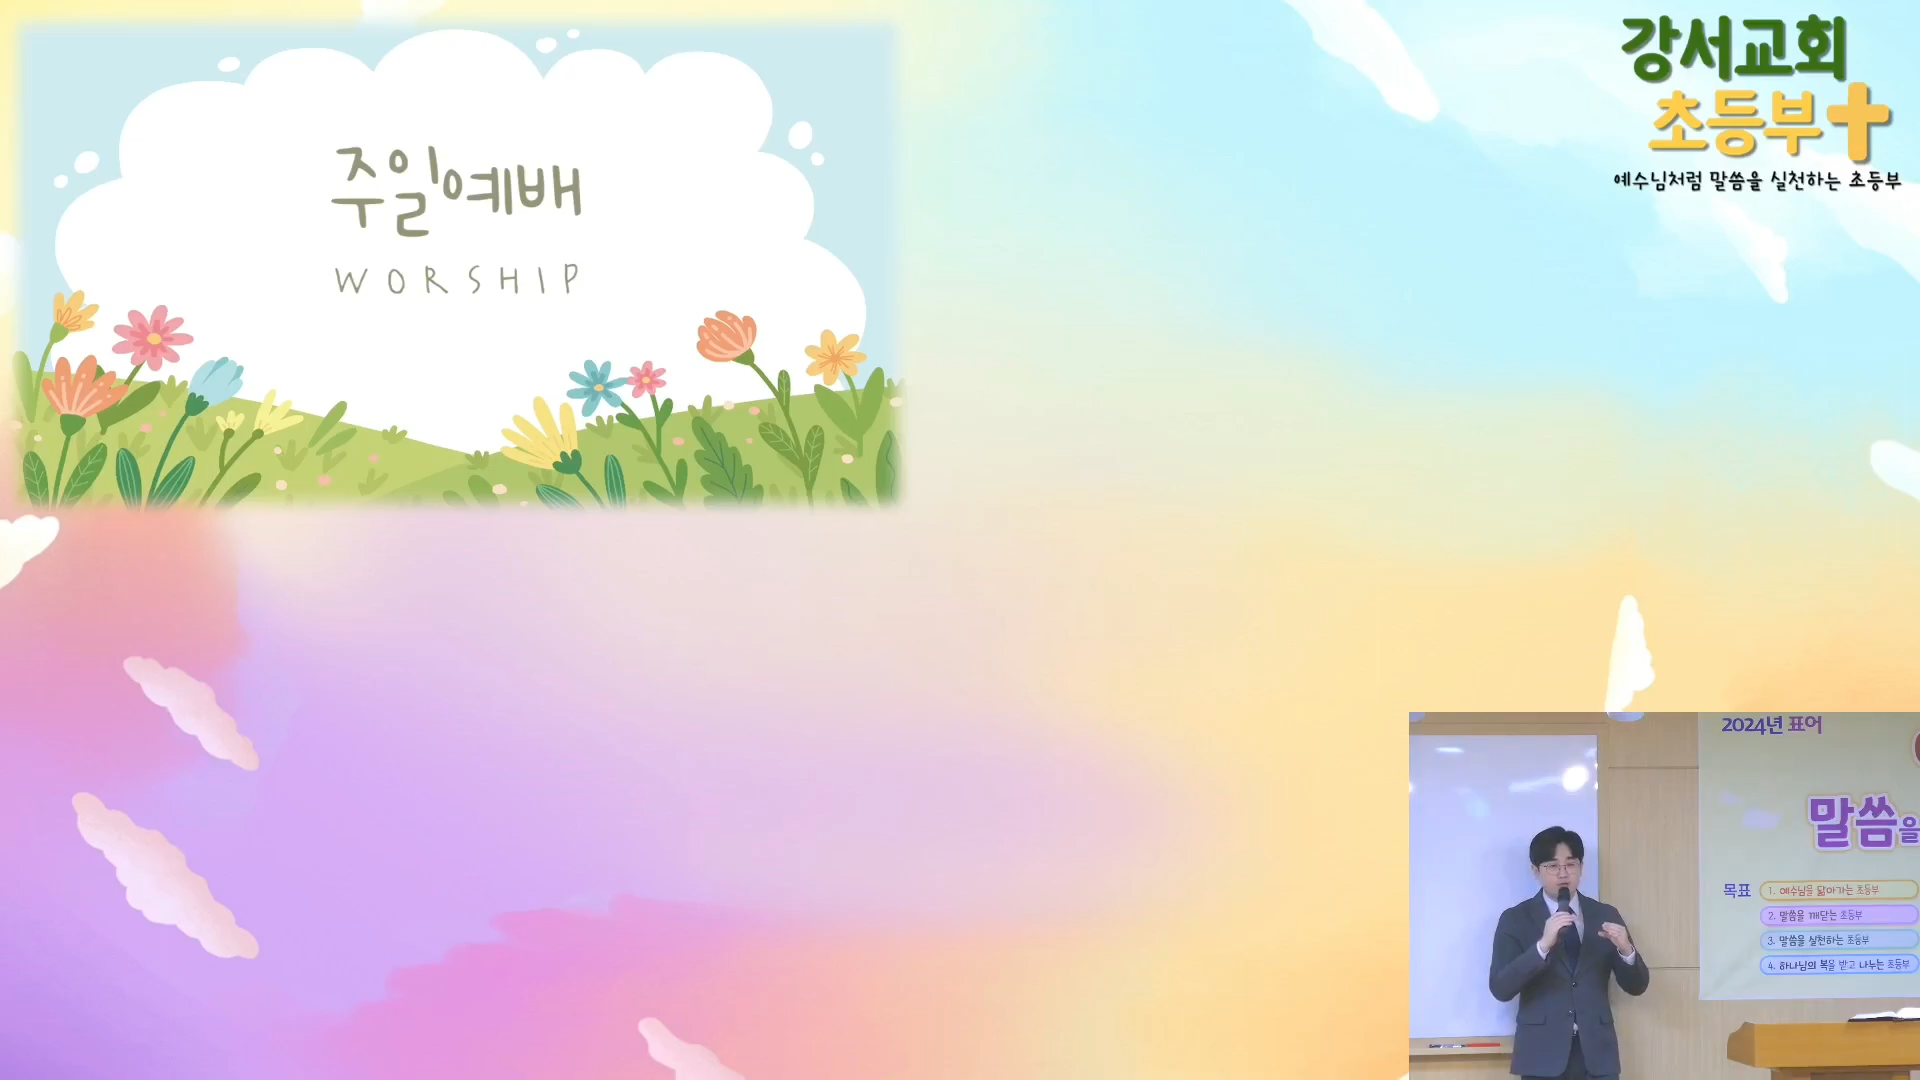 주일예배
WORSHIP
강서교회
초등부
예수님처럼 말씀을 실천하는 초등부
2024년 표어
말씀을
목표
1. 예수님을 닮아가는 초등부
2. 말씀을 깨닫는 초등부
3. 말씀을 실천하는 초등부
4. 하나님의 복을 받고 나누는 초등부